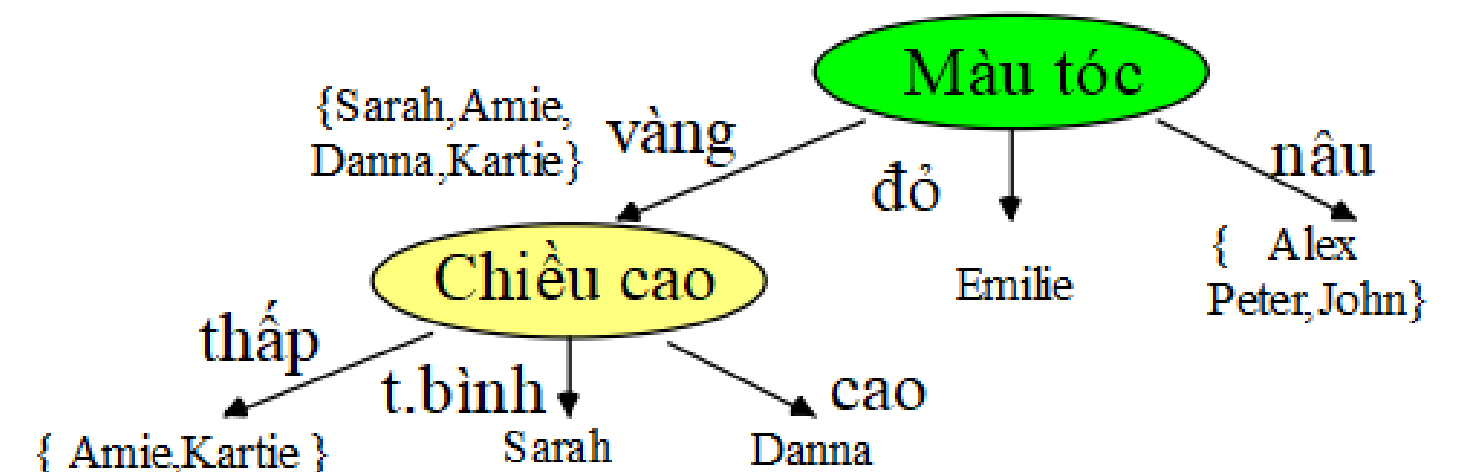 Màu tóc
{Sarah,Amie,
Danna,Kartie}
vàng
đỏ
nâu
Emilie
{ Alex
Peter,John}
Chiều cao
thấp
t.bình
cao
{ Amie,Kartie }
Sarah
Danna